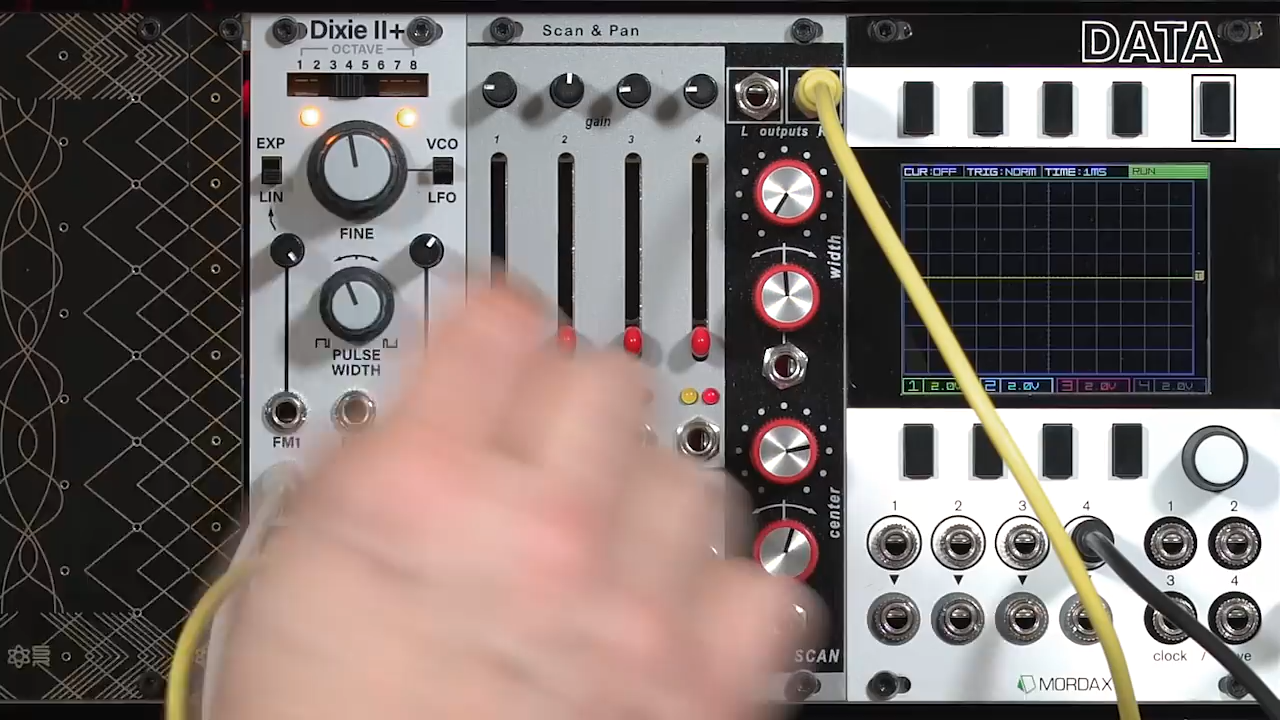 Dixie II+
OCTAVE
1 2 3 4 5 6 7 8
EXP
VCO
LIN
LFO
FINE
PULSE
WIDTH
FM1
Scan & Pan
gain
1 2 3 4
L outputs
width
center
SCAN
DATA
CUR:OFF TRIG:NORM TIME:1MS RUN
T
1 2.0V 2 2.0V 3 2.0V 4 2.0V
1 2 3 4 1 2
3 4
clock /
MORDAX